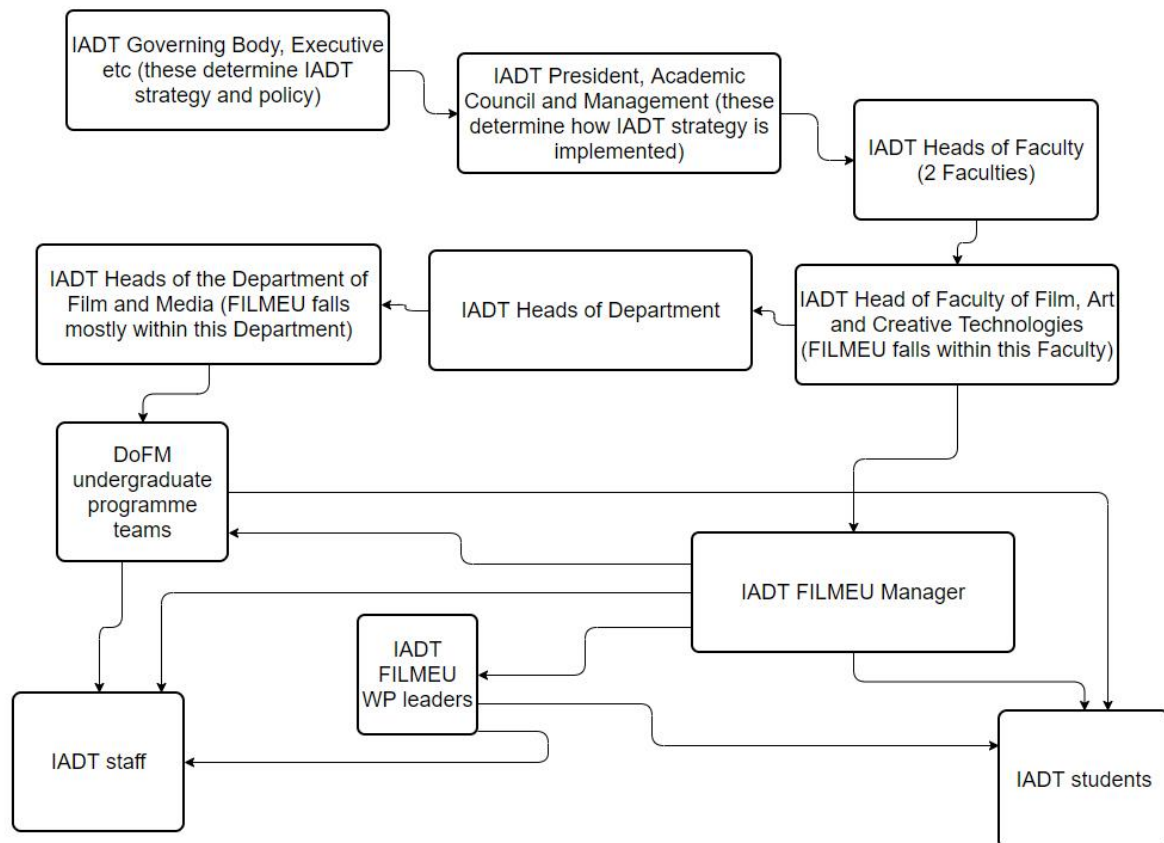 IADT Governing Body, Executive
etc (these determine IADT
strategy and policy)
IADT President, Academic
Council and Management (these
determine how IADT strategy is
implemented)
IADT Heads of Faculty
(2 Faculties)
IADT Heads of the Department of
Film and Media (FILMEU falls
mostly within this Department)
IADT Heads of Department
IADT Head of Faculty of Film, Art
and Creative Technologies
(FILMEU falls within this Faculty)
DoFM
undergraduate
programme
teams
IADT FILMEU Manager
IADT
FILMEU
WP leaders
IADT staff
IADT students